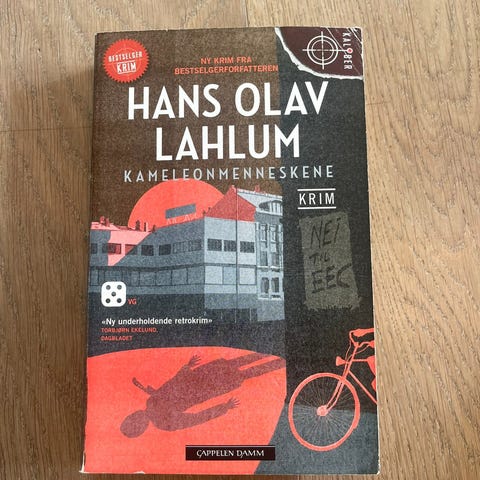 BESTSELGER
KRIM
NY KRIM FRA
BESTSELGERFORFATTEREN
KALIBER
HANS OLAV
LAHLUM
KAMELEONMENNESKENE
KRIM
NEI
TIL
EEC
VG
«Ny underholdende retrokrim»
TORBJØRN EKELUND,
DAGBLADET
CAPPELEN DAMM